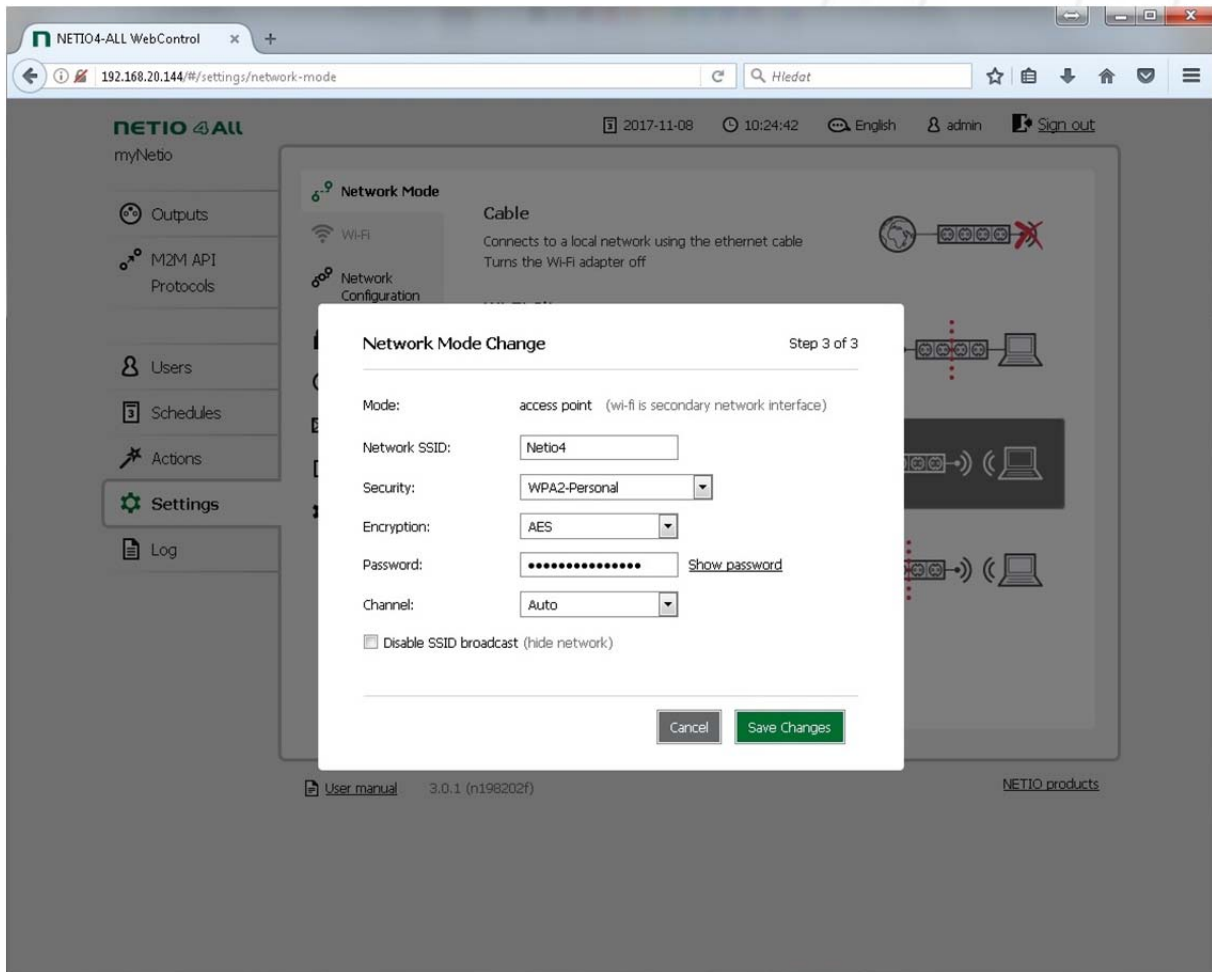 NETIO4-ALL WebControl
192.168.20.144/#/settings/network-mode
Hledat
NETIO 4All
myNetio
2017-11-08 10:24:42 English admin Sign out
Outputs
M2M API
Protocols
Users
Schedules
Actions
Settings
Log
Network Mode
Wi-Fi
Network
Configuration
Cable
Connects to a local network using the ethernet cable
Turns the Wi-Fi adapter off
Network Mode Change
Step 3 of 3
Mode: access point (wi-fi is secondary network interface)
Network SSID: Netio4
Security: WPA2-Personal
Encryption: AES
Password: ••••••••••••••• Show password
Channel: Auto
Disable SSID broadcast (hide network)
Cancel Save Changes
User manual 3.0.1 (n198202f) NETIO products